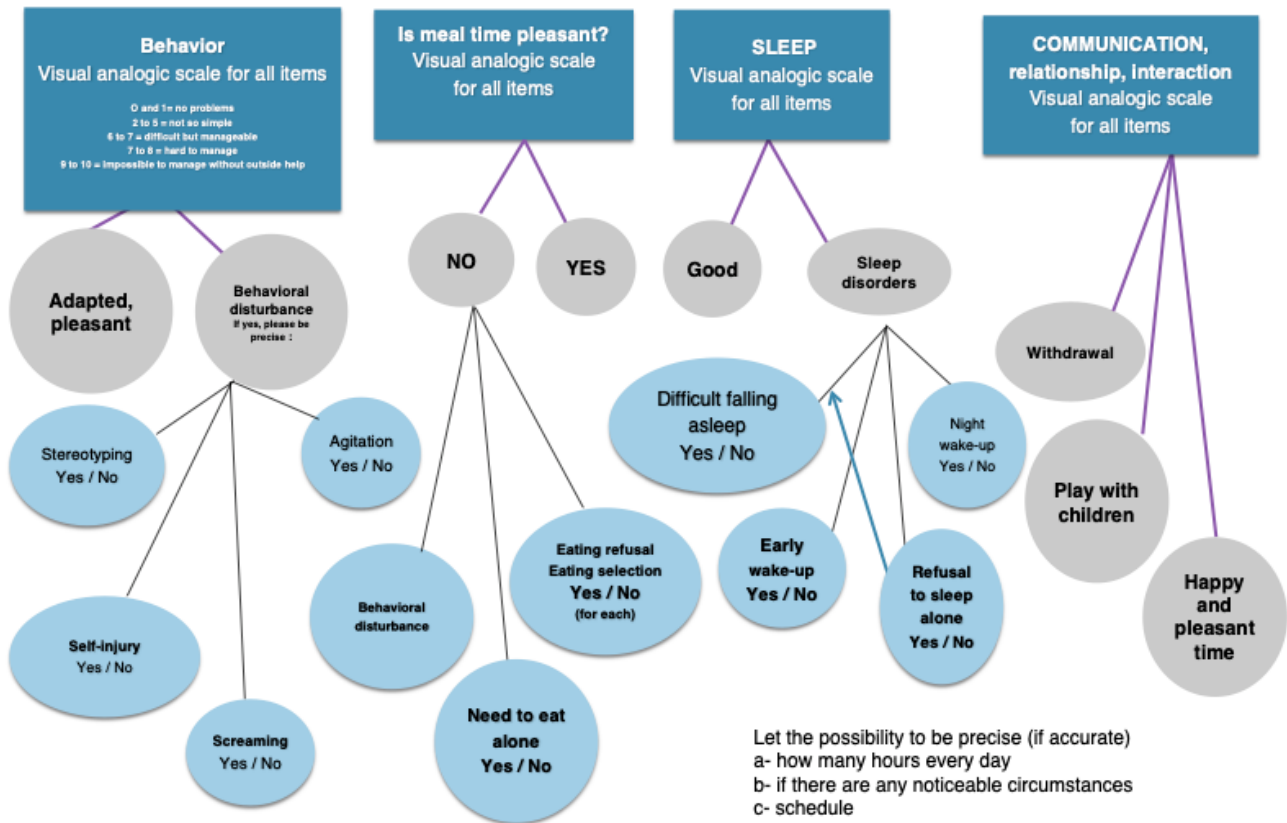 Behavior
Visual analogic scale for all items
O and 1= no problems
2 to 5 = not so simple
6 to 7 = difficult but manageable
7 to 8 = hard to manage
9 to 10 = impossible to manage without outside help
Is meal time pleasant?
Visual analogic scale
for all items
SLEEP
Visual analogic scale
for all items
COMMUNICATION,
relationship, interaction
Visual analogic scale
for all items
Adapted,
pleasant
Behavioral
disturbance
If yes, please be
precise :
NO
YES
Good
Sleep
disorders
Withdrawal
Play with
children
Happy
and
pleasant
time
Stereotyping
Yes / No
Agitation
Yes / No
Self-injury
Yes / No
Screaming
Yes / No
Behavioral
disturbance
Need to eat
alone
Yes / No
Eating refusal
Eating selection
Yes / No
(for each)
Difficult falling
asleep
Yes / No
Night
wake-up
Yes / No
Early
wake-up
Yes / No
Refusal
to sleep
alone
Yes / No
Let the possibility to be precise (if accurate)
a- how many hours every day
b- if there are any noticeable circumstances
c- schedule